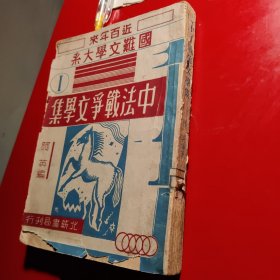 近百年來
國難文學大系
1
中法戰爭文學集
阿英編
北新書局刊行